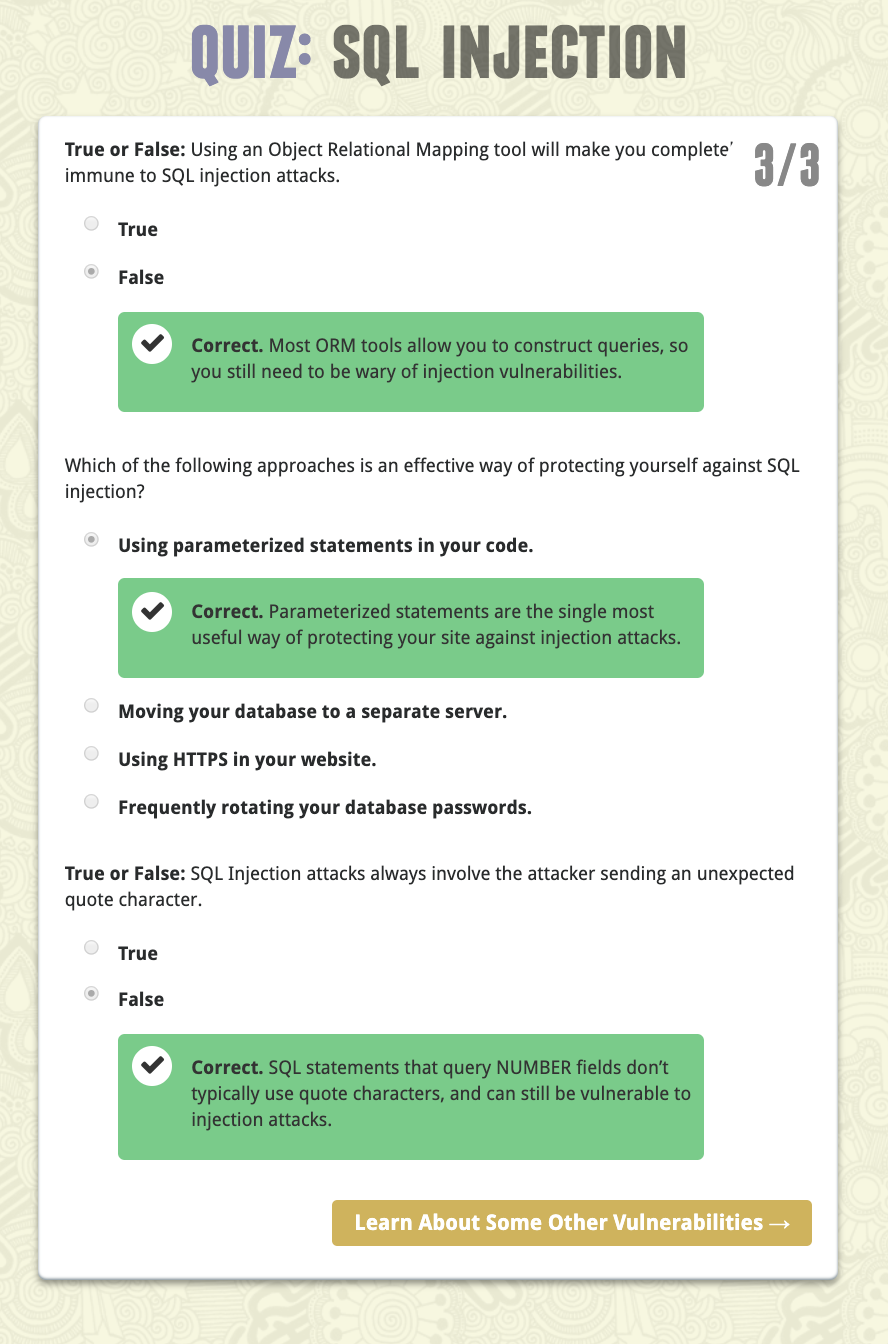 QUIZ: SQL INJECTION
True or False: Using an Object Relational Mapping tool will make you complete
immune to SQL injection attacks.
3/3
True
False
Correct. Most ORM tools allow you to construct queries, so
you still need to be wary of injection vulnerabilities.
Which of the following approaches is an effective way of protecting yourself against SQL
injection?
Using parameterized statements in your code.
Correct. Parameterized statements are the single most
useful way of protecting your site against injection attacks.
Moving your database to a separate server.
Using HTTPS in your website.
Frequently rotating your database passwords.
True or False: SQL Injection attacks always involve the attacker sending an unexpected
quote character.
True
False
Correct. SQL statements that query NUMBER fields don’t
typically use quote characters, and can still be vulnerable to
injection attacks.
Learn About Some Other Vulnerabilities →